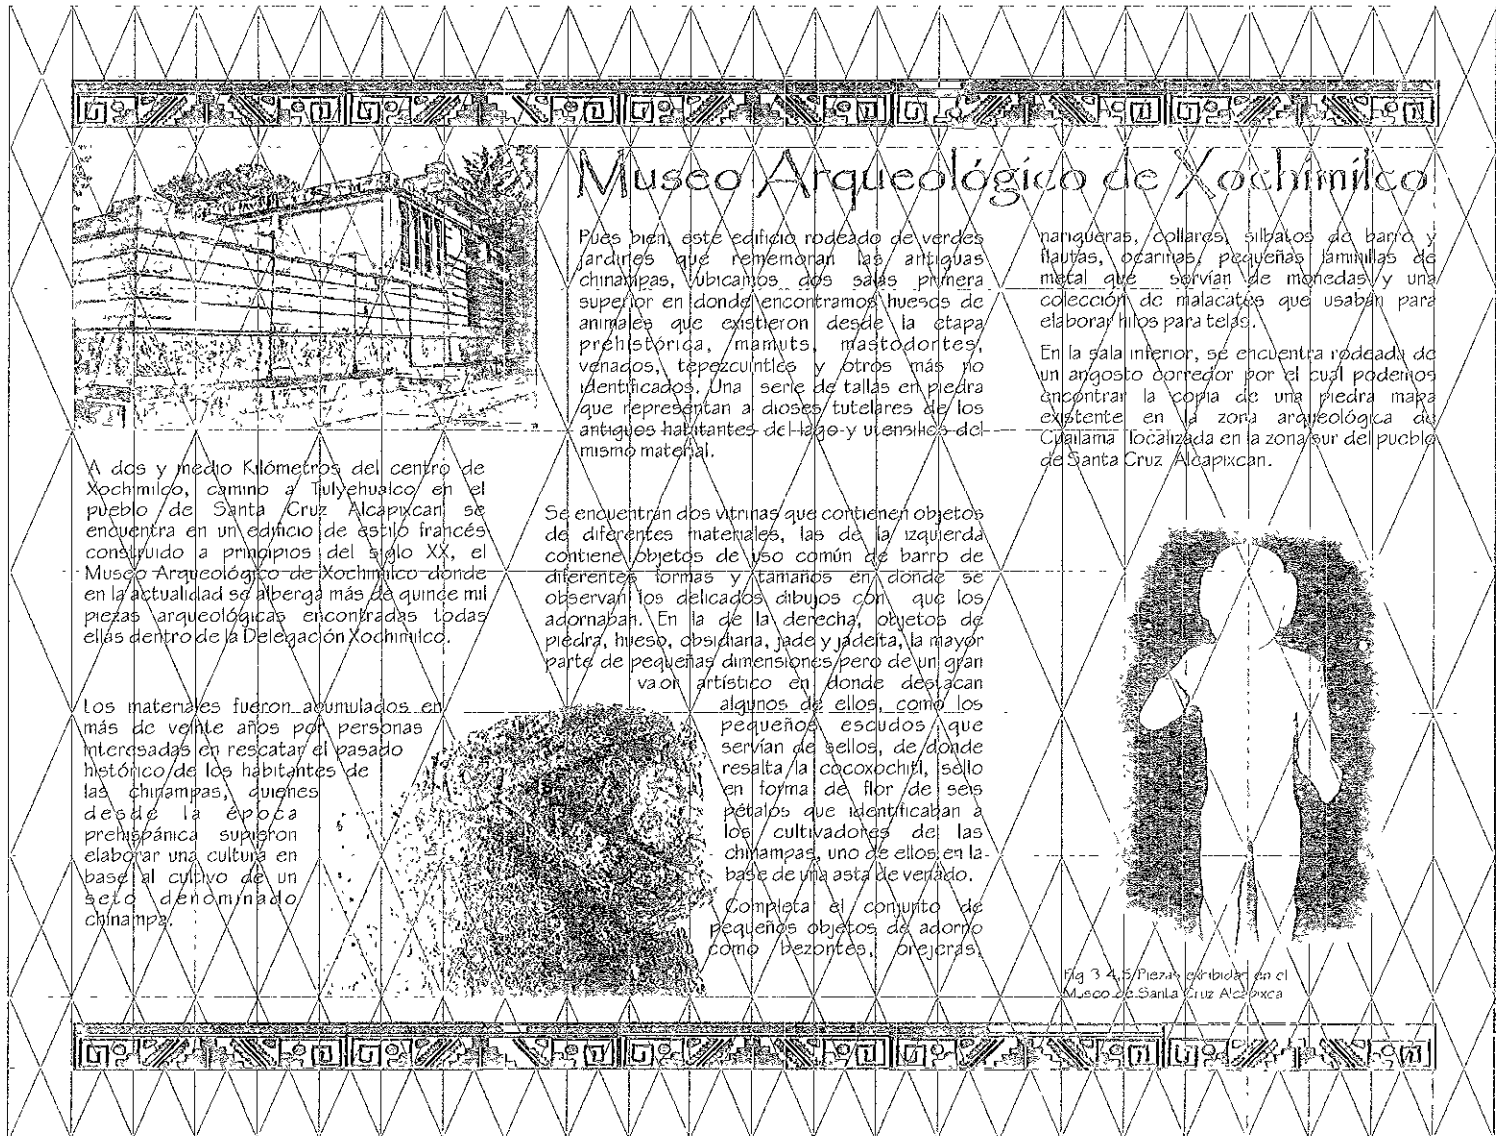 Museo Arqueológico de Xochimilco
A dos y medio Kilómetros del centro de
Xochimilco, camino a Tulyehualco en el
pueblo de Santa Cruz Alcapixcan se
encuentra en un edificio de estilo francés
construido a principios del siglo XX, el
Museo Arqueológico de Xochimilco donde
en la actualidad se alberga más de quince mil
piezas arqueológicas encontradas todas
ellas dentro de la Delegación Xochimilco.
Los materiales fueron acumulados en
más de veinte años por personas
interesadas en rescatar el pasado
histórico de los habitantes de
las chinampas, quienes
desde la época
prehispánica supieron
elaborar una cultura en
base al cultivo de un
seto denominado
chinampa.
Pues bien, este edificio rodeado de verdes
jardines que rememoran las antiguas
chinampas, ubicamos dos salas primera
superior en donde encontramos huesos de
animales que existieron desde la etapa
prehistórica, mamuts, mastodontes,
venados, tepezcuintles y otros más no
identificados. Una serie de tallas en piedra
que representan a dioses tutelares de los
antiguos habitantes del lago y utensilios del
mismo material.
Se encuentran dos vitrinas que contienen objetos
de diferentes materiales, las de la izquierda
contiene objetos de uso común de barro de
diferentes formas y tamaños en donde se
observan los delicados dibujos con que los
adornaban. En la de la derecha, objetos de
piedra, hueso, obsidiana, jade y jadeita, la mayor
parte de pequeñas dimensiones pero de un gran
valor artístico en donde destacan
algunos de ellos, como los
pequeños escudos que
servían de sellos, de donde
resalta la cocoxochitl, sello
en forma de flor de seis
pétalos que identificaban a
los cultivadores de las
chinampas, uno de ellos en la
base de una asta de venado.
Completa el conjunto de
pequeños objetos de adorno
como bezontes, orejeras,
narigueras, collares, silbatos de barro y
flautas, ocarinas, pequeñas laminillas de
metal que servían de monedas y una
colección de malacates que usaban para
elaborar hilos para telas.
En la sala inferior, se encuentra rodeada de
un angosto corredor por el cual podemos
encontrar la copia de una piedra mapa
existente en la zona arqueológica de
Cuailama localizada en la zona sur del pueblo
de Santa Cruz Alcapixcan.
Fig 3.4.5 Piezas exhibidas en el
Museo de Santa Cruz Alcapixca